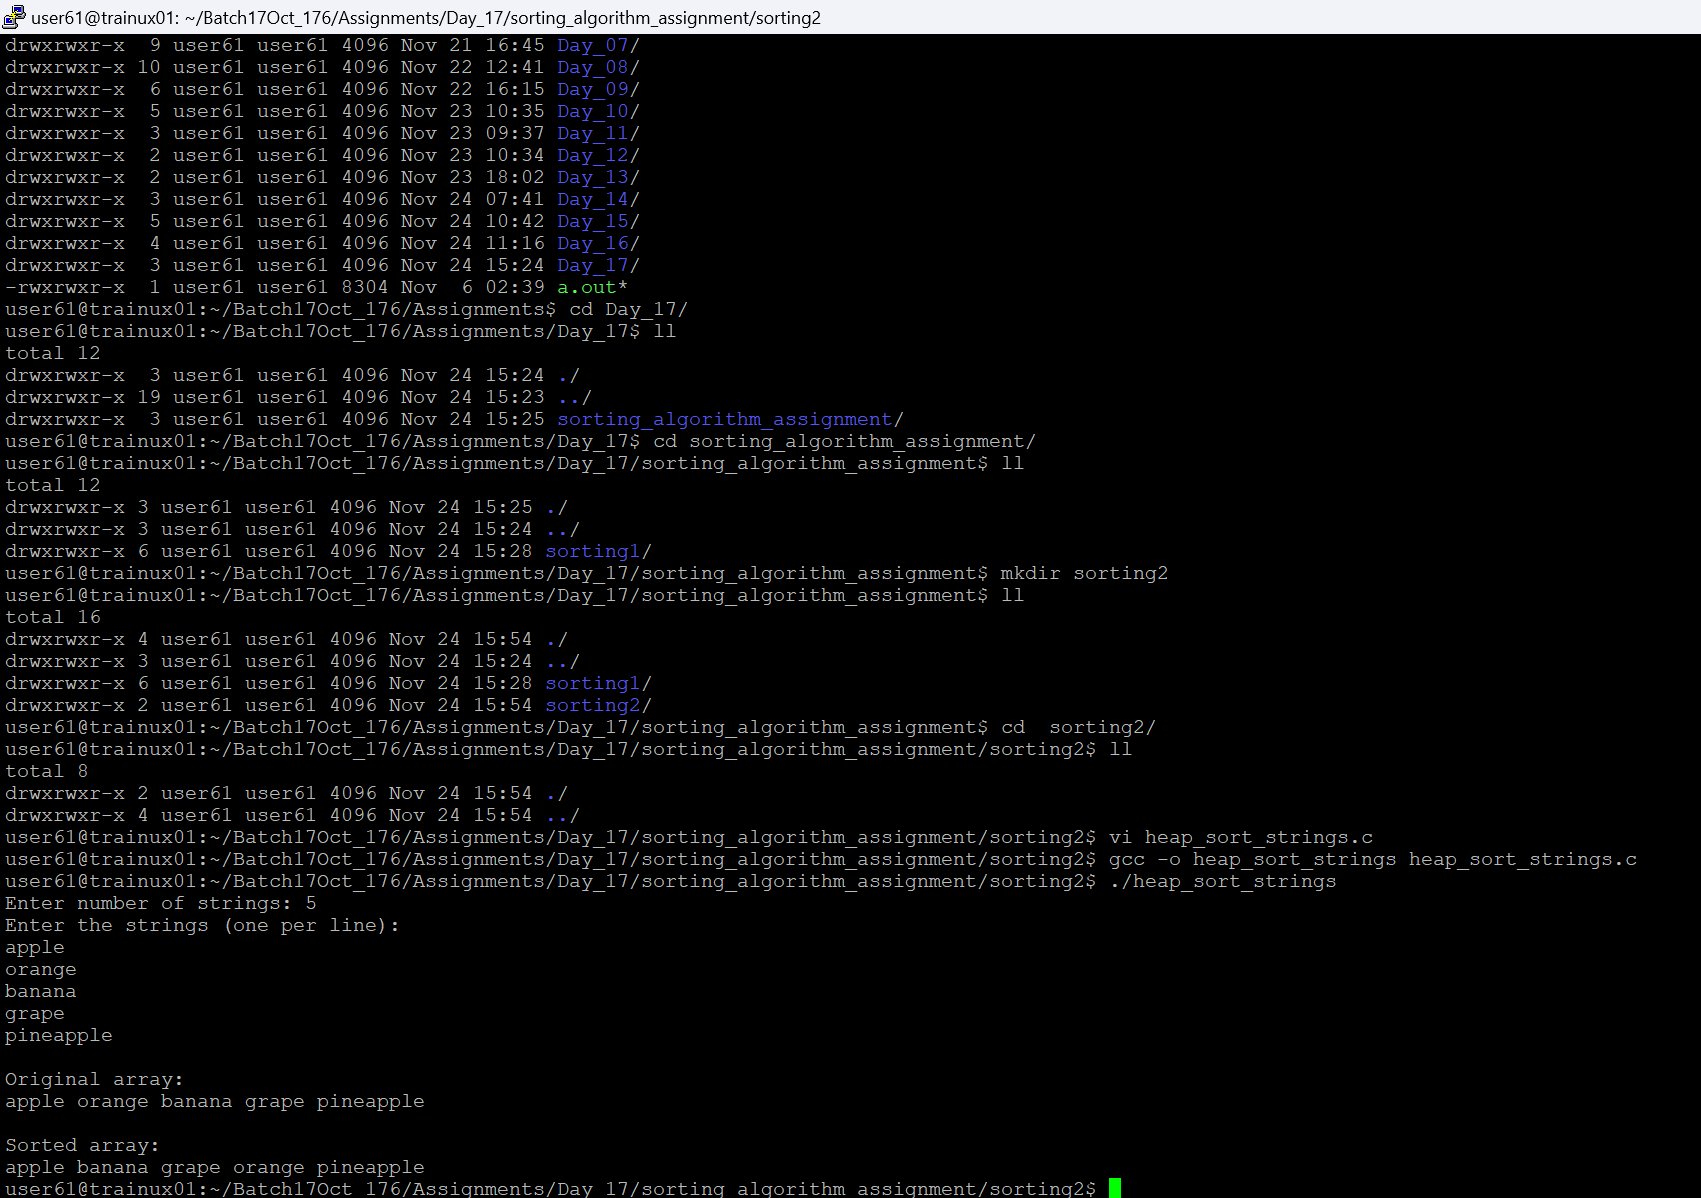 user61@trainux01: ~/Batch17Oct_176/Assignments/Day_17/sorting_algorithm_assignment/sorting2
drwxrwxr-x  9 user61 user61 4096 Nov 21 16:45 Day_07/
drwxrwxr-x 10 user61 user61 4096 Nov 22 12:41 Day_08/
drwxrwxr-x  6 user61 user61 4096 Nov 22 16:15 Day_09/
drwxrwxr-x  5 user61 user61 4096 Nov 23 10:35 Day_10/
drwxrwxr-x  3 user61 user61 4096 Nov 23 09:37 Day_11/
drwxrwxr-x  2 user61 user61 4096 Nov 23 10:34 Day_12/
drwxrwxr-x  2 user61 user61 4096 Nov 23 18:02 Day_13/
drwxrwxr-x  3 user61 user61 4096 Nov 24 07:41 Day_14/
drwxrwxr-x  5 user61 user61 4096 Nov 24 10:42 Day_15/
drwxrwxr-x  4 user61 user61 4096 Nov 24 11:16 Day_16/
drwxrwxr-x  3 user61 user61 4096 Nov 24 15:24 Day_17/
-rwxrwxr-x  1 user61 user61 8304 Nov  6 02:39 a.out*
user61@trainux01:~/Batch17Oct_176/Assignments$ cd Day_17/
user61@trainux01:~/Batch17Oct_176/Assignments/Day_17$ ll
total 12
drwxrwxr-x  3 user61 user61 4096 Nov 24 15:24 ./
drwxrwxr-x 19 user61 user61 4096 Nov 24 15:23 ../
drwxrwxr-x  3 user61 user61 4096 Nov 24 15:25 sorting_algorithm_assignment/
user61@trainux01:~/Batch17Oct_176/Assignments/Day_17$ cd sorting_algorithm_assignment/
user61@trainux01:~/Batch17Oct_176/Assignments/Day_17/sorting_algorithm_assignment$ ll
total 12
drwxrwxr-x 3 user61 user61 4096 Nov 24 15:25 ./
drwxrwxr-x 3 user61 user61 4096 Nov 24 15:24 ../
drwxrwxr-x 6 user61 user61 4096 Nov 24 15:28 sorting1/
user61@trainux01:~/Batch17Oct_176/Assignments/Day_17/sorting_algorithm_assignment$ mkdir sorting2
user61@trainux01:~/Batch17Oct_176/Assignments/Day_17/sorting_algorithm_assignment$ ll
total 16
drwxrwxr-x 4 user61 user61 4096 Nov 24 15:54 ./
drwxrwxr-x 3 user61 user61 4096 Nov 24 15:24 ../
drwxrwxr-x 6 user61 user61 4096 Nov 24 15:28 sorting1/
drwxrwxr-x 2 user61 user61 4096 Nov 24 15:54 sorting2/
user61@trainux01:~/Batch17Oct_176/Assignments/Day_17/sorting_algorithm_assignment$ cd  sorting2/
user61@trainux01:~/Batch17Oct_176/Assignments/Day_17/sorting_algorithm_assignment/sorting2$ ll
total 8
drwxrwxr-x 2 user61 user61 4096 Nov 24 15:54 ./
drwxrwxr-x 4 user61 user61 4096 Nov 24 15:54 ../
user61@trainux01:~/Batch17Oct_176/Assignments/Day_17/sorting_algorithm_assignment/sorting2$ vi heap_sort_strings.c
user61@trainux01:~/Batch17Oct_176/Assignments/Day_17/sorting_algorithm_assignment/sorting2$ gcc -o heap_sort_strings heap_sort_strings.c
user61@trainux01:~/Batch17Oct_176/Assignments/Day_17/sorting_algorithm_assignment/sorting2$ ./heap_sort_strings
Enter number of strings: 5
Enter the strings (one per line):
apple
orange
banana
grape
pineapple
Original array:
apple orange banana grape pineapple
Sorted array:
apple banana grape orange pineapple
user61@trainux01:~/Batch17Oct_176/Assignments/Day_17/sorting_algorithm_assignment/sorting2$